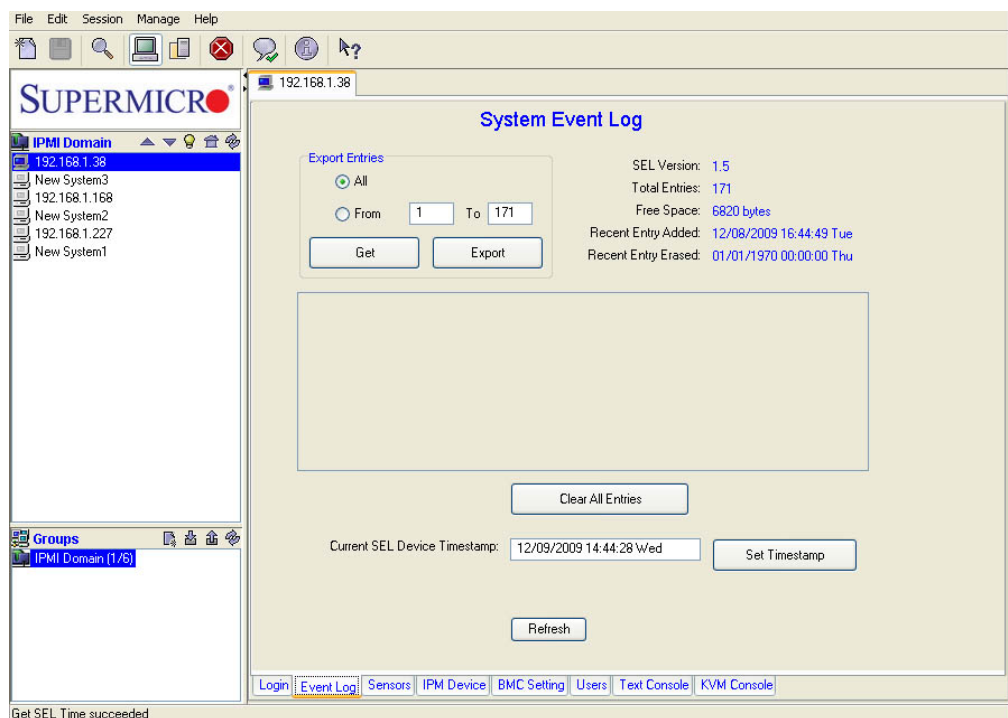 File Edit Session Manage Help
SUPERMICRO®
IPMI Domain
192.168.1.38
New System3
192.168.1.168
New System2
192.168.1.227
New System1
Groups
IPMI Domain (1/6)
192.168.1.38
System Event Log
Export Entries
All
From 1 To 171
Get Export
SEL Version: 1.5
Total Entries: 171
Free Space: 6820 bytes
Recent Entry Added: 12/08/2009 16:44:49 Tue
Recent Entry Erased: 01/01/1970 00:00:00 Thu
Clear All Entries
Current SEL Device Timestamp: 12/09/2009 14:44:28 Wed Set Timestamp
Refresh
Login Event Log Sensors IPM Device BMC Setting Users Text Console KVM Console
Get SEL Time succeeded